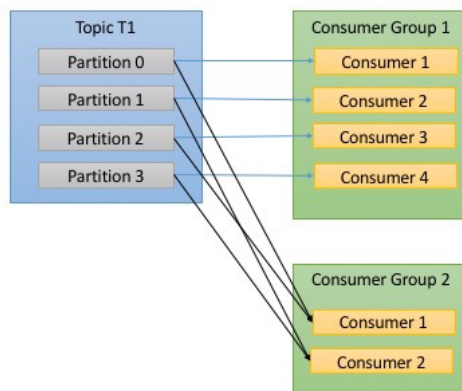 Topic T1
Partition 0
Partition 1
Partition 2
Partition 3
Consumer Group 1
Consumer 1
Consumer 2
Consumer 3
Consumer 4
Consumer Group 2
Consumer 1
Consumer 2